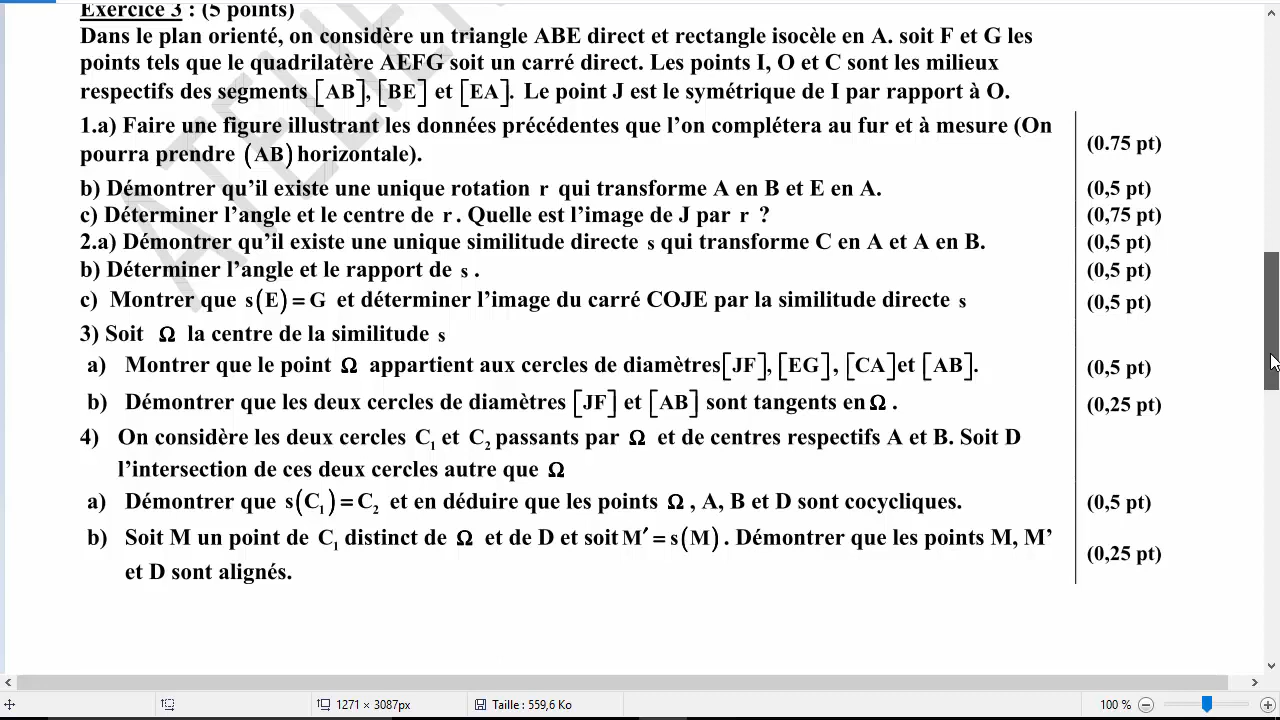 Exercice 3 : (5 points)
Dans le plan orienté, on considère un triangle ABE direct et rectangle isocèle en A. soit F et G les
points tels que le quadrilatère AEFG soit un carré direct. Les points I, O et C sont les milieux
respectifs des segments [AB], [BE] et [EA]. Le point J est le symétrique de I par rapport à O.
1.a) Faire une figure illustrant les données précédentes que l'on complétera au fur et à mesure (On
pourra prendre (AB) horizontale).
(0.75 pt)
b) Démontrer qu'il existe une unique rotation r qui transforme A en B et E en A.
(0,5 pt)
c) Déterminer l'angle et le centre de r. Quelle est l'image de J par r ?
(0,75 pt)
2.a) Démontrer qu'il existe une unique similitude directe s qui transforme C en A et A en B.
(0,5 pt)
b) Déterminer l'angle et le rapport de s .
(0,5 pt)
c) Montrer que s(E)=G et déterminer l'image du carré COJE par la similitude directe s
(0,5 pt)
3) Soit Ω la centre de la similitude s
a) Montrer que le point Ω appartient aux cercles de diamètres[JF], [EG], [CA]et [AB].
(0,5 pt)
b) Démontrer que les deux cercles de diamètres [JF] et [AB] sont tangents en Ω .
(0,25 pt)
4) On considère les deux cercles C₁ et C₂ passants par Ω et de centres respectifs A et B. Soit D
l'intersection de ces deux cercles autre que Ω
a) Démontrer que s(C₁)=C₂ et en déduire que les points Ω , A, B et D sont cocycliques.
(0,5 pt)
b) Soit M un point de C₁ distinct de Ω et de D et soit M′=s(M). Démontrer que les points M, M'
et D sont alignés.
(0,25 pt)
1271 × 3087px
Taille : 559,6 Ko
100 %